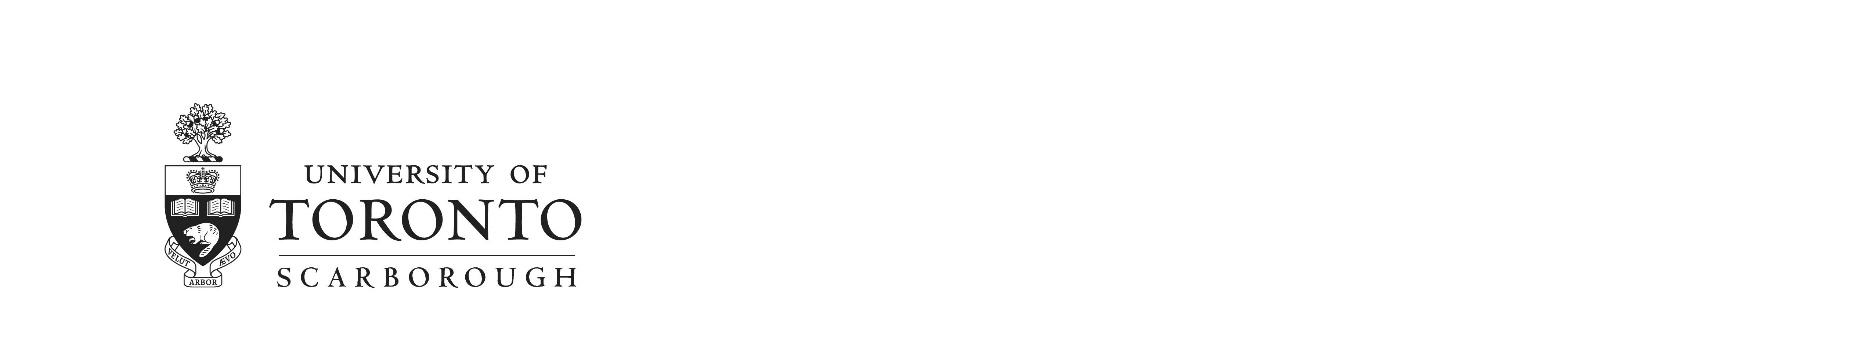 UNIVERSITY OF
TORONTO
SCARBOROUGH
VELUT ARBOR ÆVO